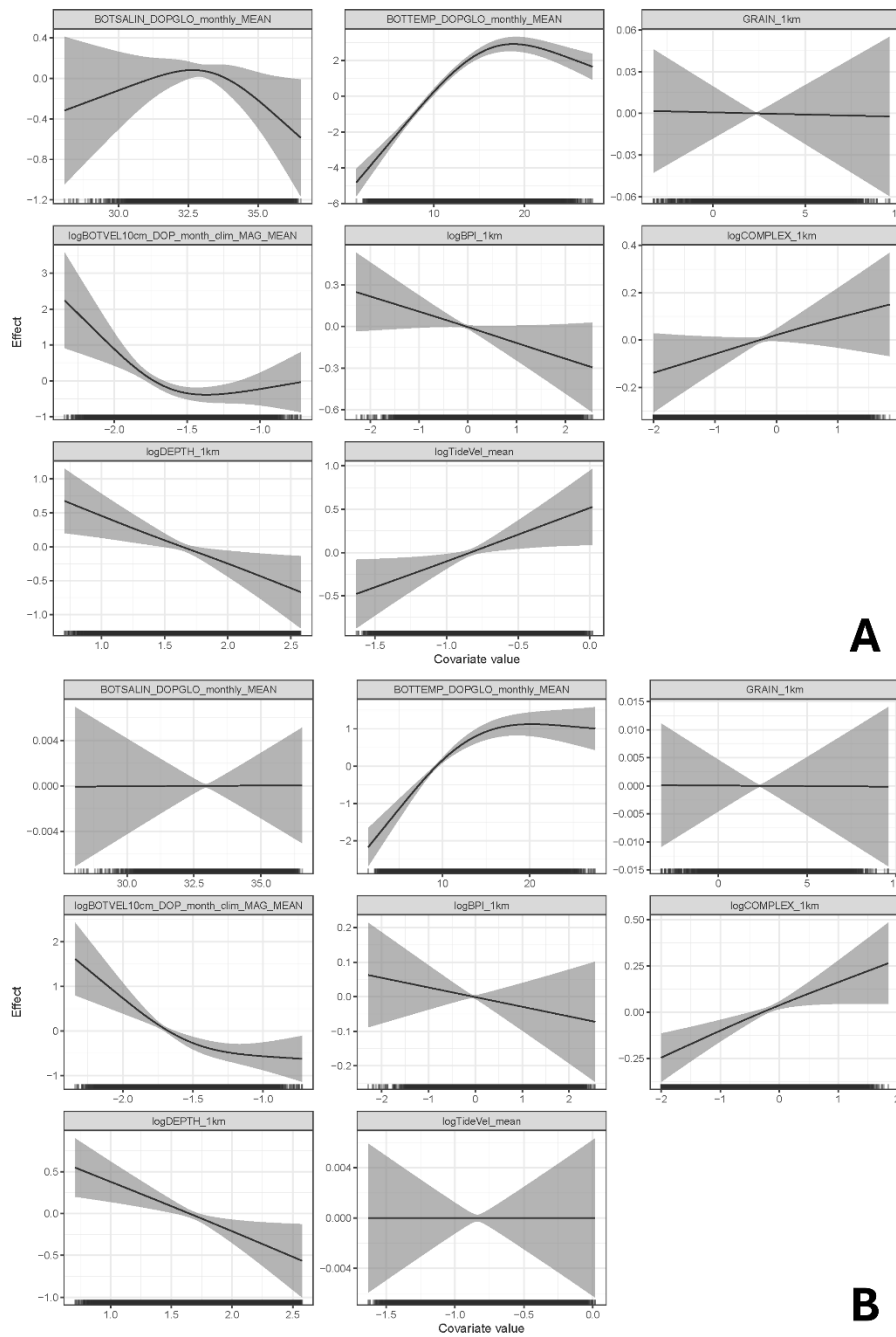 BOTSALIN_DOPGLO_monthly_MEAN BOTTEMP_DOPGLO_monthly_MEAN GRAIN_1km
0.4 0.0 −0.4 −0.8 −1.2
30.0 32.5 35.0
2 0 −2 −4 −6
10 20
0.06 0.03 0.00 −0.03 −0.06
0 5 1
logBOTVEL10cm_DOP_month_clim_MAG_MEAN logBPI_1km logCOMPLEX_1km
3 2 1 0 −1
−2.0 −1.5 −1.0
0.3 0.0 −0.3 −0.6
−2 −1 0 1 2
0.4 0.2 0.0 −0.2
−2 −1 0 1 2
Effect
logDEPTH_1km logTideVel_mean
1.0 0.5 0.0 −0.5 −1.0
1.0 1.5 2.0 2.5
1.0 0.5 0.0 −0.5
−1.5 −1.0 −0.5 0.0
Covariate value
A
BOTSALIN_DOPGLO_monthly_MEAN BOTTEMP_DOPGLO_monthly_MEAN GRAIN_1km
0.004 0.000 −0.004
30.0 32.5 35.0
1 0 −1 −2
10 20
0.015 0.010 0.005 0.000 −0.005 −0.010 −0.015
0 5 1
logBOTVEL10cm_DOP_month_clim_MAG_MEAN logBPI_1km logCOMPLEX_1km
2 1 0 −1
−2.0 −1.5 −1.0
0.2 0.1 0.0 −0.1 −0.2
−2 −1 0 1 2
0.50 0.25 0.00 −0.25
−2 −1 0 1 2
Effect
logDEPTH_1km logTideVel_mean
0.5 0.0 −0.5 −1.0
1.0 1.5 2.0 2.5
0.004 0.000 −0.004
−1.5 −1.0 −0.5 0.0
Covariate value
B